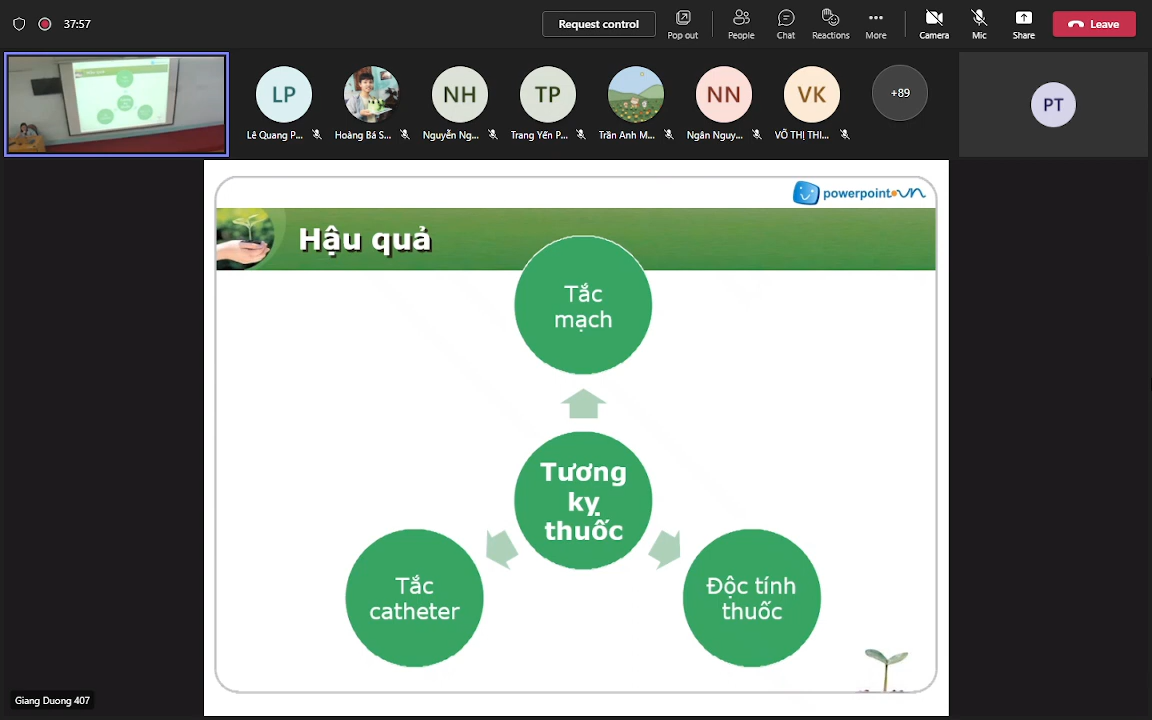 37:57
Request control
Pop out
People
Chat
Reactions
More
Camera
Mic
Share
Leave
LP
NH
TP
NN
VK
+89
PT
Lê Quang P...
Hoàng Bá S...
Nguyễn Ng...
Trang Yến P...
Trần Anh M...
Ngân Nguy...
VÕ THỊ THI...
powerpoint.vn
Hậu quả
Tắc
mạch
Tương
kỵ
thuốc
Tắc
catheter
Độc tính
thuốc
Giang Duong 407